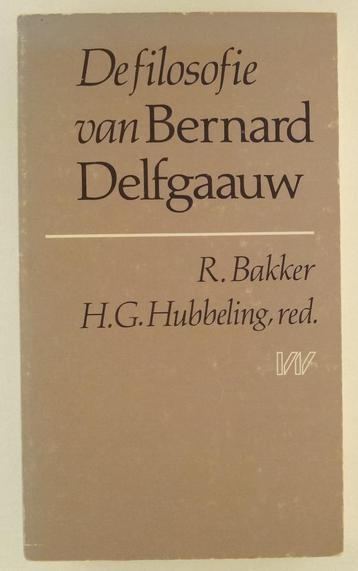 De filosofie
van Bernard
Delfgaauw
R. Bakker
H.G. Hubbeling, red.